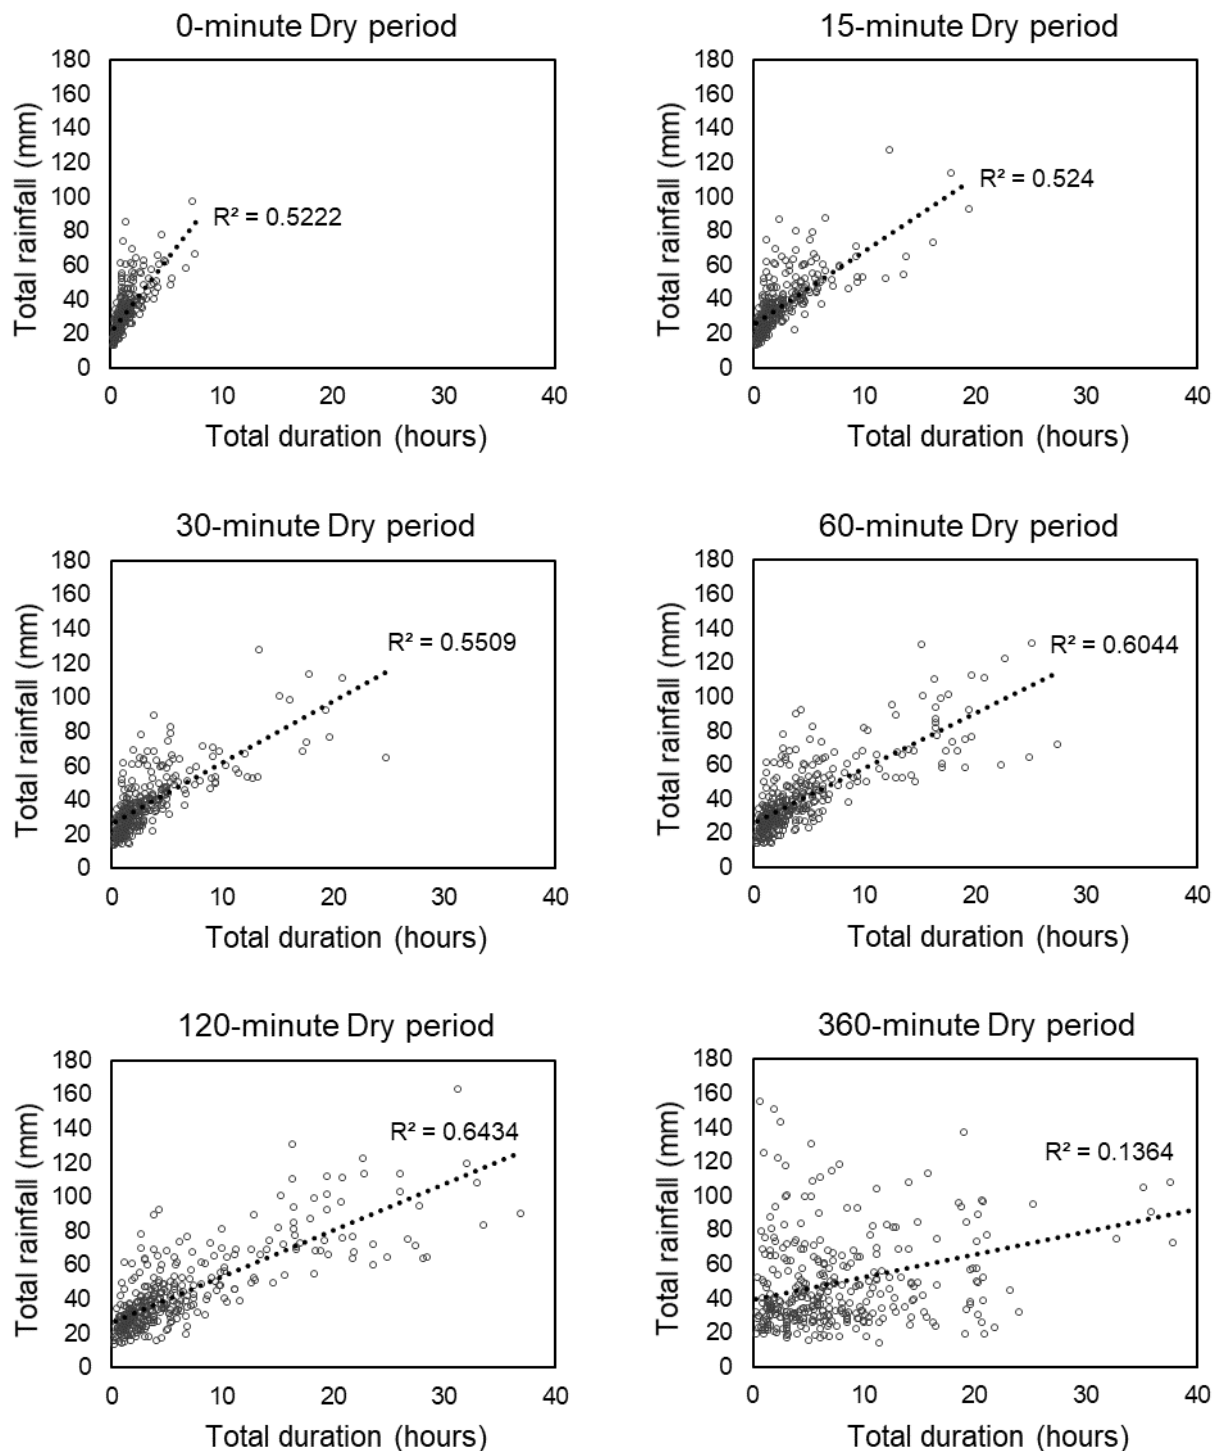 0-minute Dry period
180
160
140
120
100
80
60
40
20
0
Total rainfall (mm)
R² = 0.5222
0 10 20 30 40
Total duration (hours)
15-minute Dry period
180
160
140
120
100
80
60
40
20
0
Total rainfall (mm)
R² = 0.524
0 10 20 30 40
Total duration (hours)
30-minute Dry period
180
160
140
120
100
80
60
40
20
0
Total rainfall (mm)
R² = 0.5509
0 10 20 30 40
Total duration (hours)
60-minute Dry period
180
160
140
120
100
80
60
40
20
0
Total rainfall (mm)
R² = 0.6044
0 10 20 30 40
Total duration (hours)
120-minute Dry period
180
160
140
120
100
80
60
40
20
0
Total rainfall (mm)
R² = 0.6434
0 10 20 30 40
Total duration (hours)
360-minute Dry period
180
160
140
120
100
80
60
40
20
0
Total rainfall (mm)
R² = 0.1364
0 10 20 30 40
Total duration (hours)